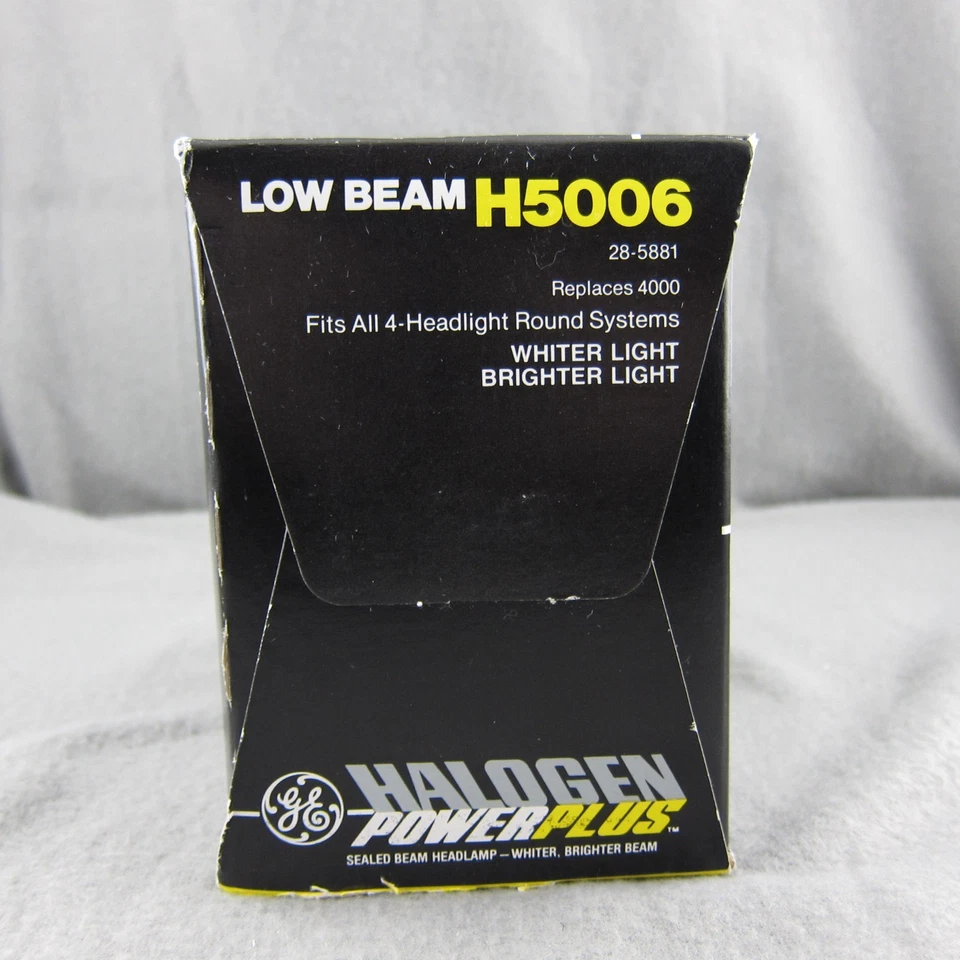 LOW BEAM H5006
28-5881
Replaces 4000
Fits All 4-Headlight Round Systems
WHITER LIGHT
BRIGHTER LIGHT
GE
HALOGEN
POWERPLUS™
SEALED BEAM HEADLAMP – WHITER, BRIGHTER BEAM